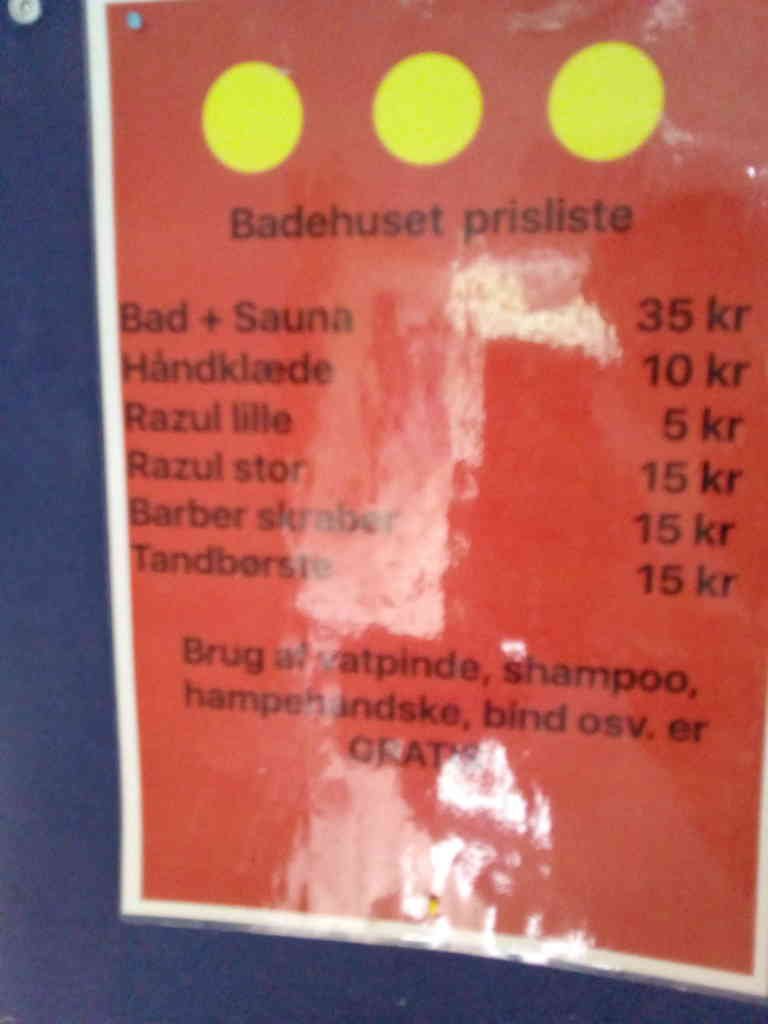 Badehuset prisliste
Bad + Sauna 35 kr
Håndklæde 10 kr
Razul lille 5 kr
Razul stor 15 kr
Barber skraber 15 kr
Tandbørste 15 kr
Brug af vatpinde, shampoo,
hampehandske, bind osv. er
GRATIS